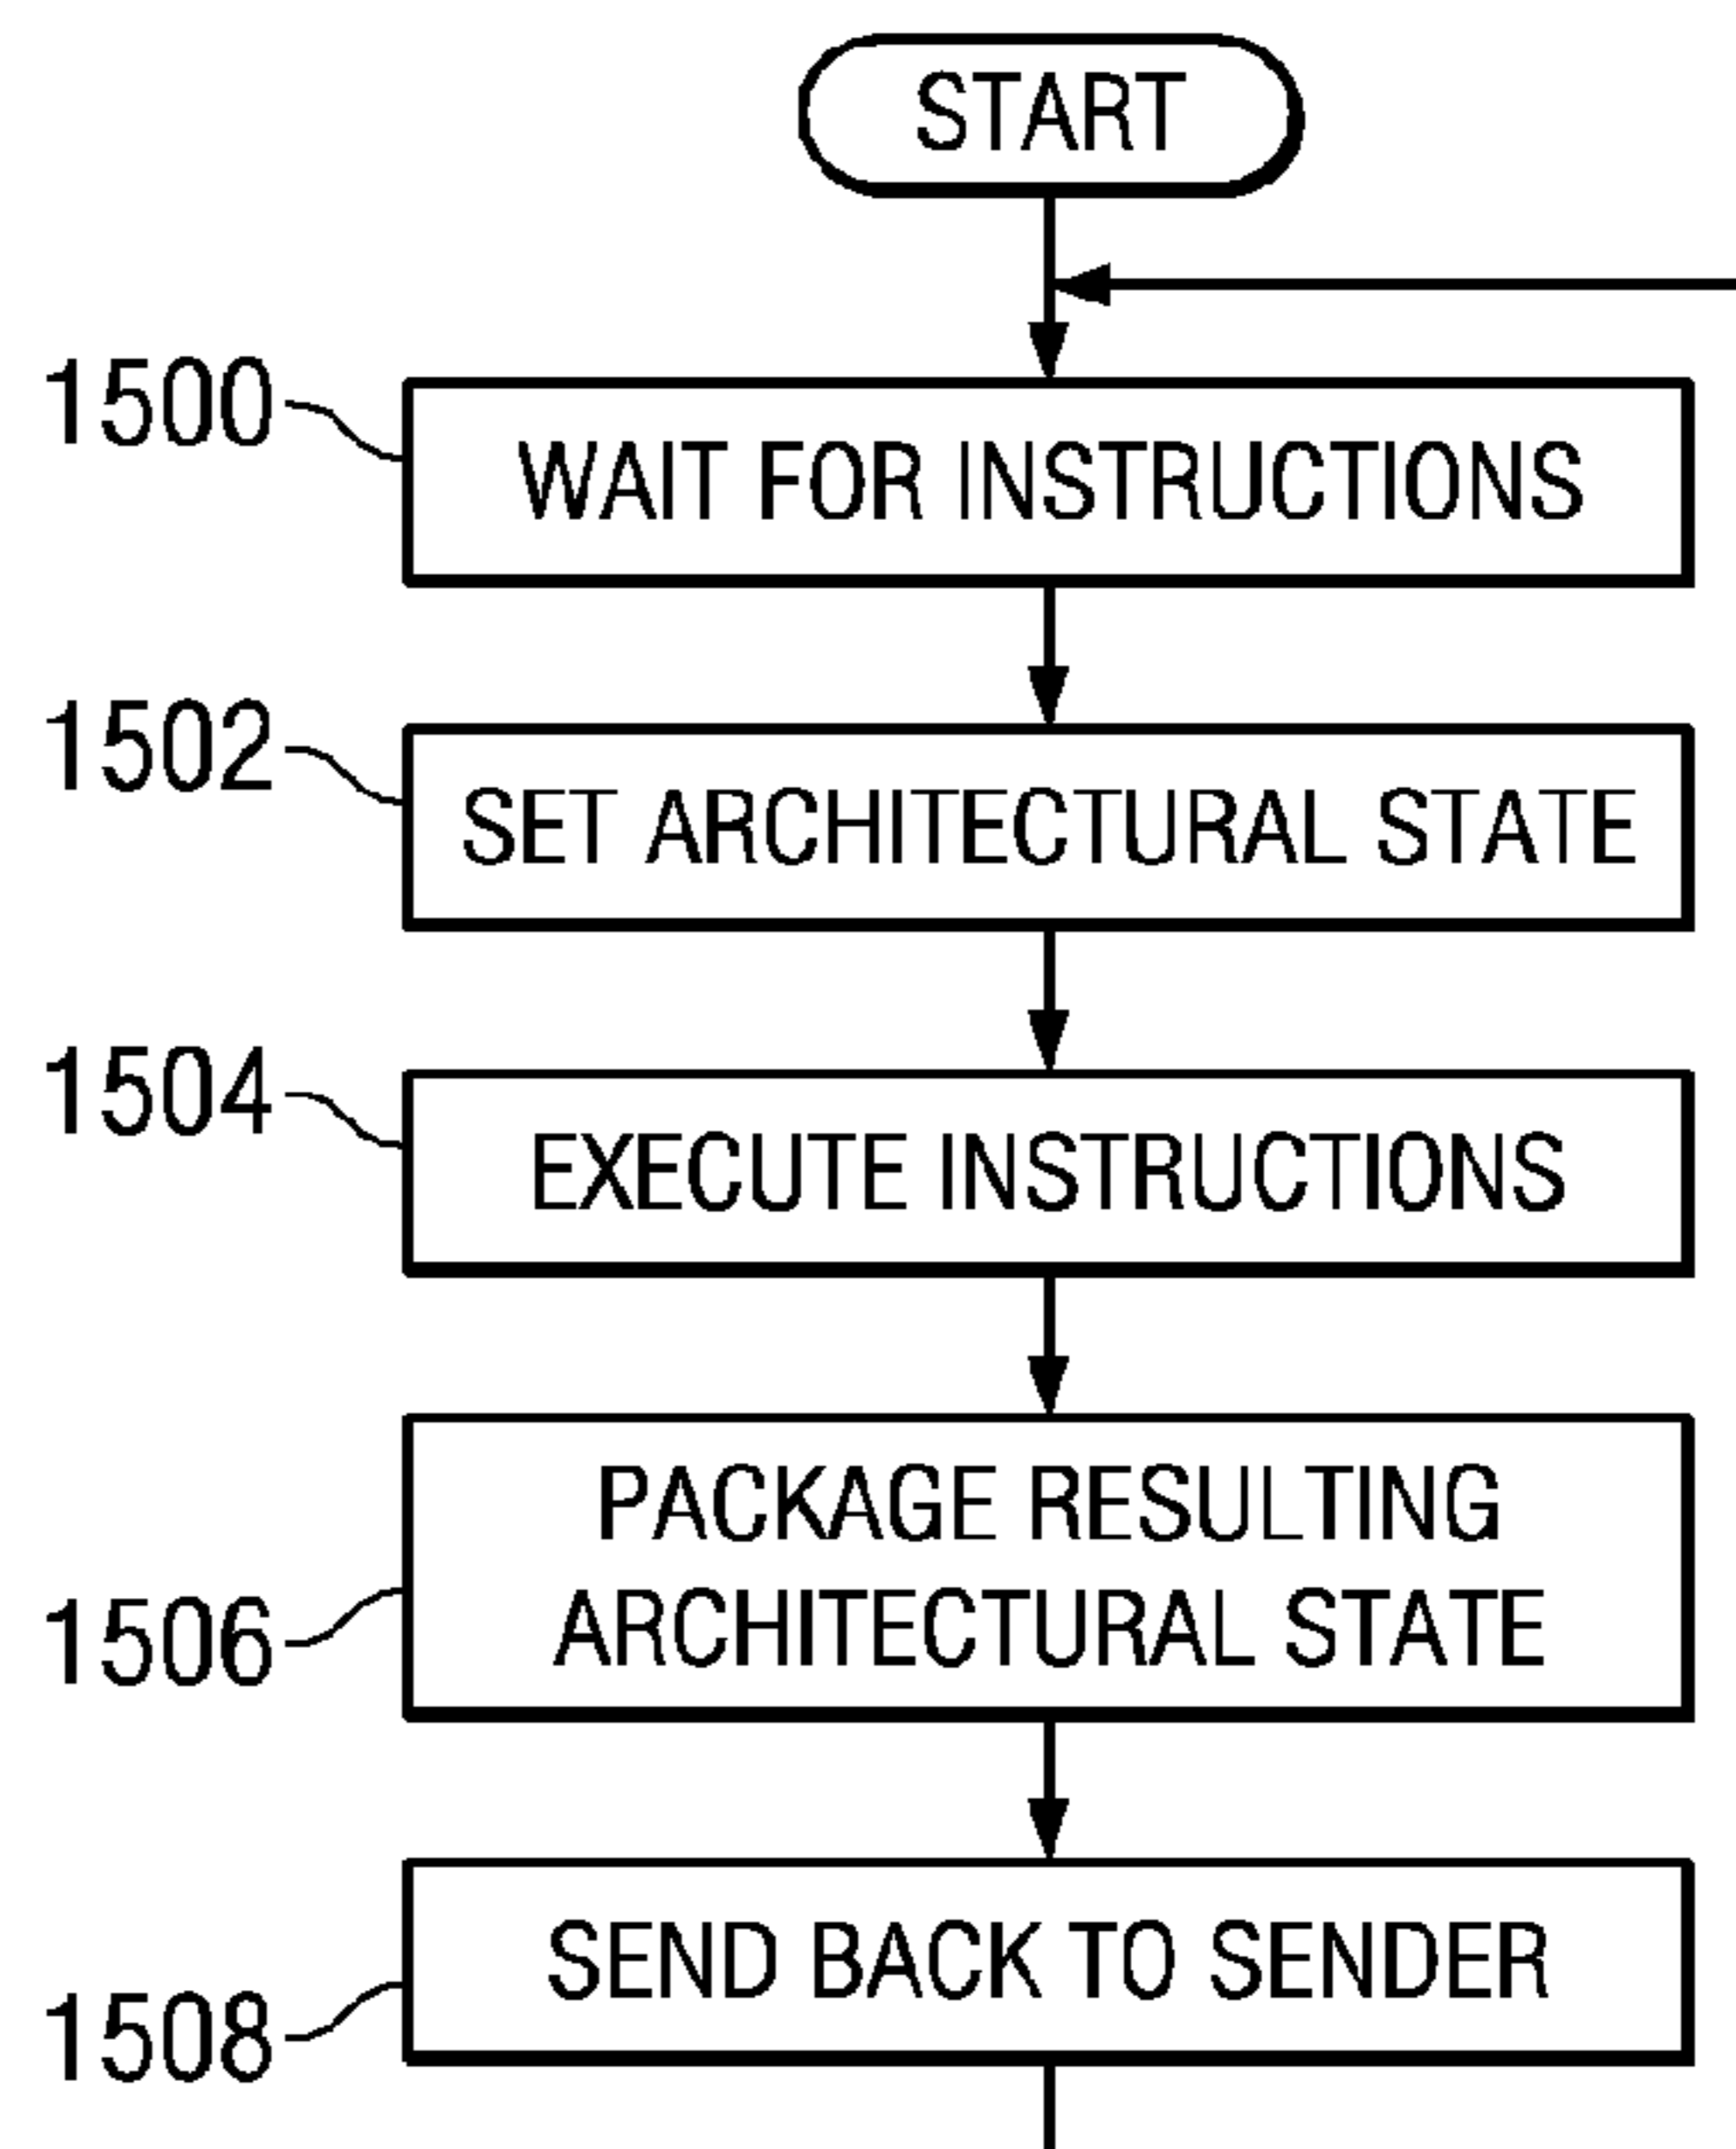 START
1500
WAIT FOR INSTRUCTIONS
1502
SET ARCHITECTURAL STATE
1504
EXECUTE INSTRUCTIONS
PACKAGE RESULTING
ARCHITECTURAL STATE
1506
SEND BACK TO SENDER
1508